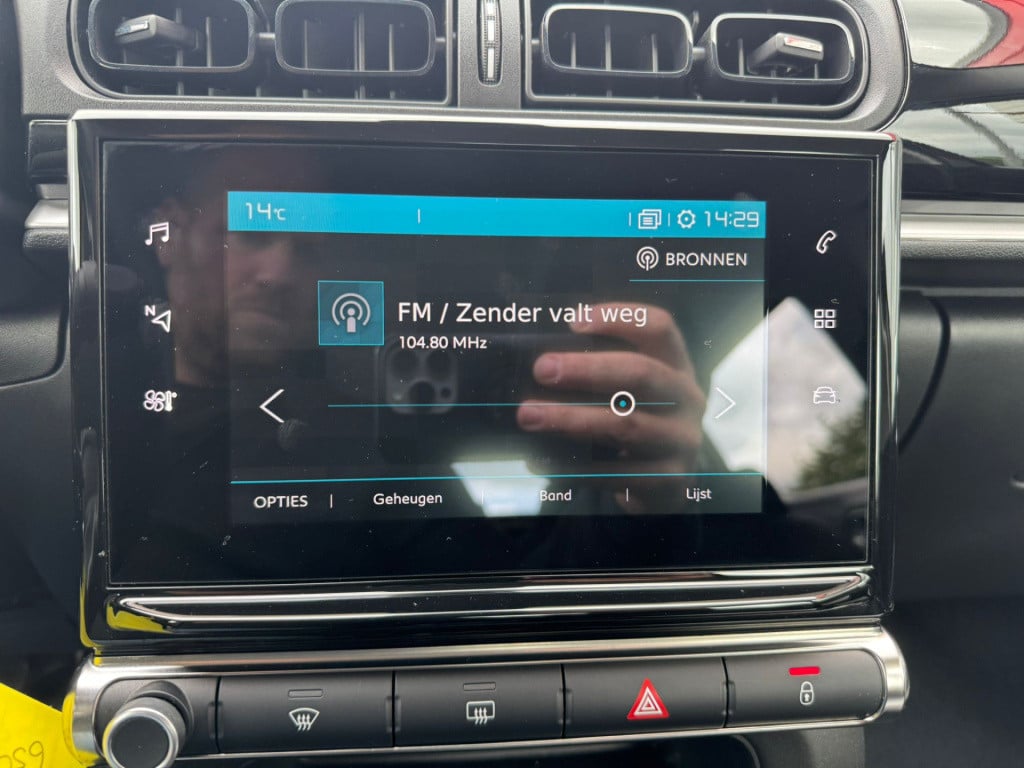 14°C
14:29
BRONNEN
FM / Zender valt weg
104.80 MHz
N
OPTIES
Geheugen
Band
Lijst